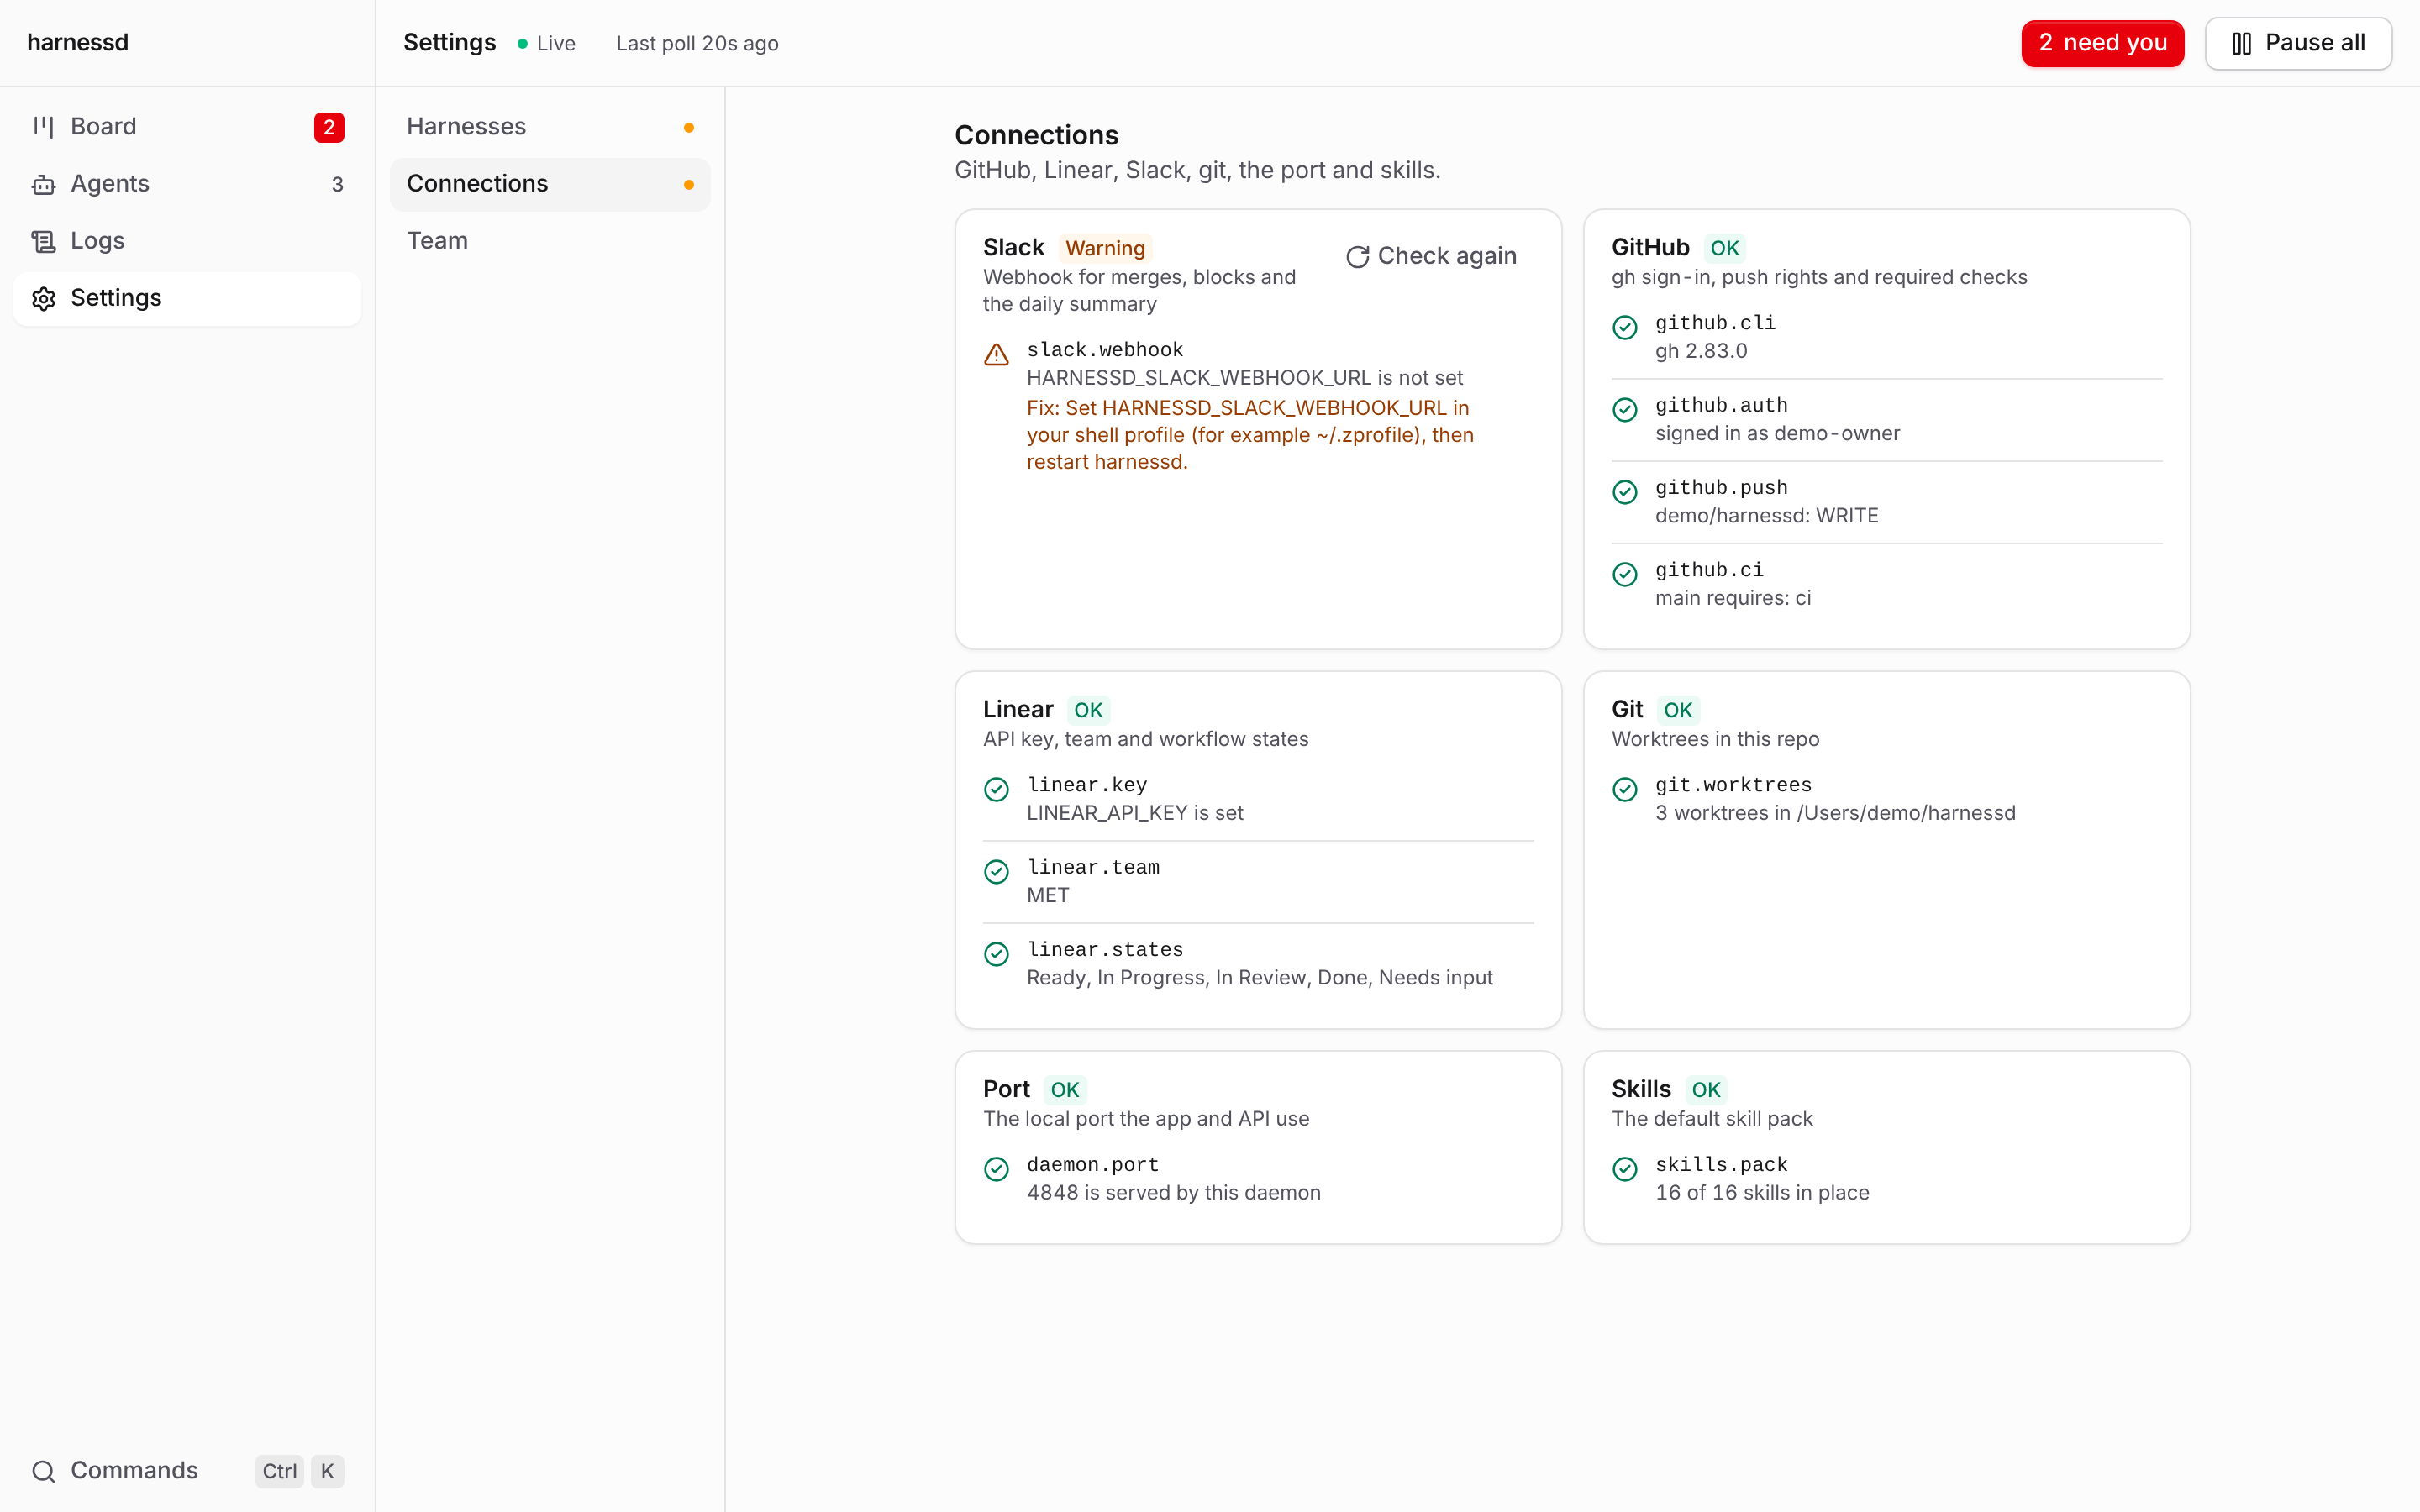 harnessd
Settings
Live
Last poll 20s ago
2 need you
Pause all
Board
2
Agents
3
Logs
Settings
Harnesses
Connections
Team
Connections
GitHub, Linear, Slack, git, the port and skills.
Slack
Warning
Check again
Webhook for merges, blocks and
the daily summary
slack.webhook
HARNESSD_SLACK_WEBHOOK_URL is not set
Fix: Set HARNESSD_SLACK_WEBHOOK_URL in
your shell profile (for example ~/.zprofile), then
restart harnessd.
GitHub
OK
gh sign-in, push rights and required checks
github.cli
gh 2.83.0
github.auth
signed in as demo-owner
github.push
demo/harnessd: WRITE
github.ci
main requires: ci
Linear
OK
API key, team and workflow states
linear.key
LINEAR_API_KEY is set
linear.team
MET
linear.states
Ready, In Progress, In Review, Done, Needs input
Git
OK
Worktrees in this repo
git.worktrees
3 worktrees in /Users/demo/harnessd
Port
OK
The local port the app and API use
daemon.port
4848 is served by this daemon
Skills
OK
The default skill pack
skills.pack
16 of 16 skills in place
Commands
Ctrl
K